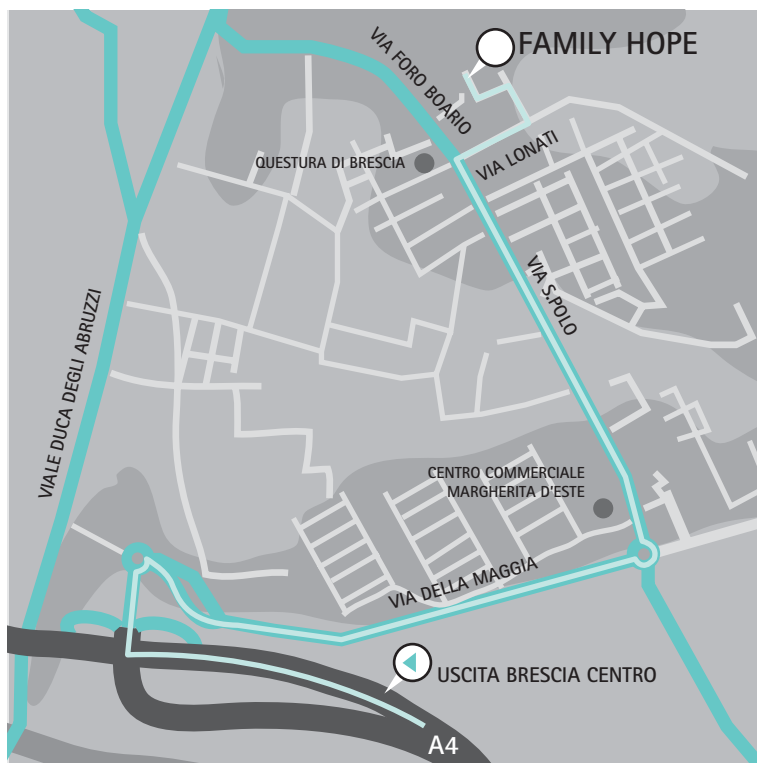 FAMILY HOPE
VIA FORO BOARIO
VIA LONATI
QUESTURA DI BRESCIA
VIA S.POLO
VIALE DUCA DEGLI ABRUZZI
CENTRO COMMERCIALE
MARGHERITA D'ESTE
VIA DELLA MAGGIA
USCITA BRESCIA CENTRO
A4